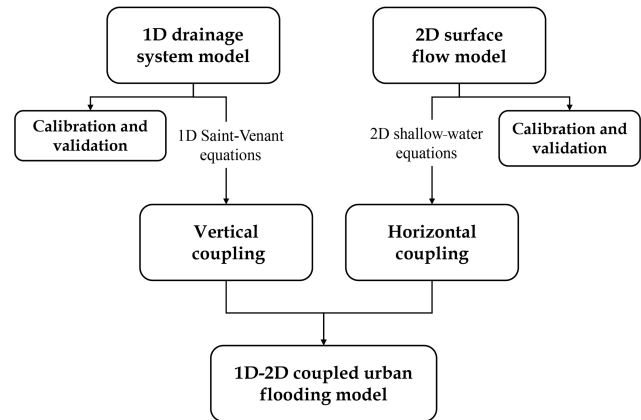 1D drainage
system model
2D surface
flow model
Calibration and
validation
1D Saint-Venant
equations
2D shallow-water
equations
Calibration and
validation
Vertical
coupling
Horizontal
coupling
1D-2D coupled urban
flooding model